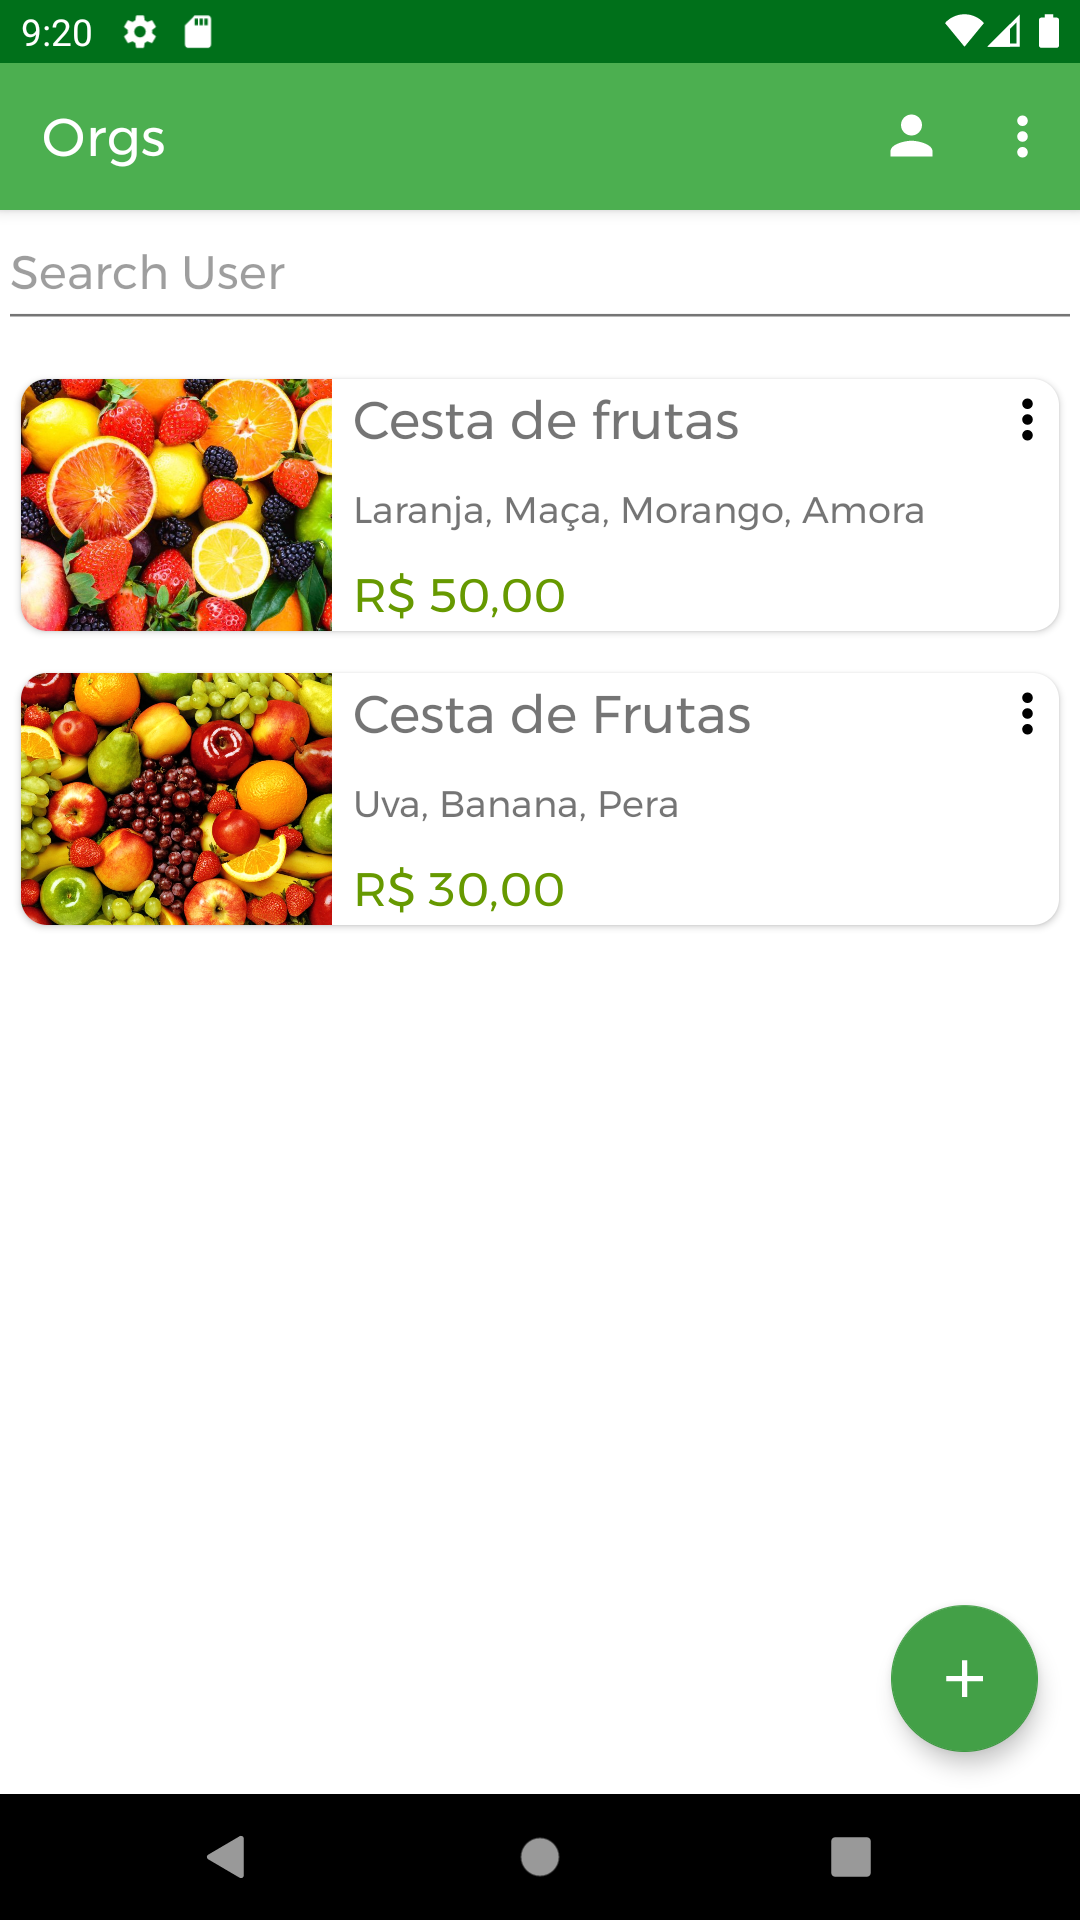 9:20
Orgs
Search User
Cesta de frutas
Laranja, Maça, Morango, Amora
R$ 50,00
Cesta de Frutas
Uva, Banana, Pera
R$ 30,00